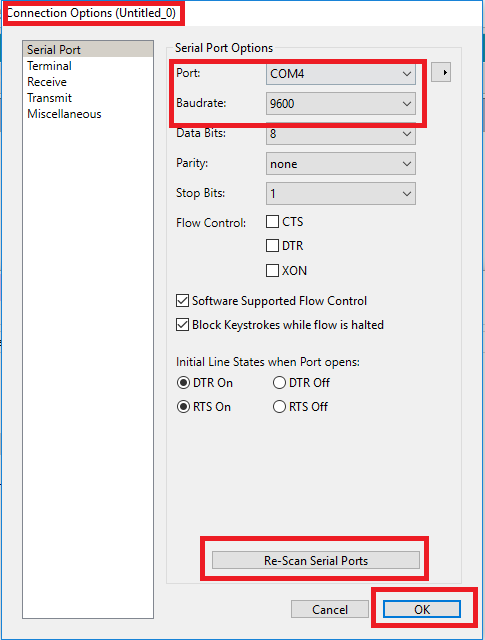 Connection Options (Untitled_0)
Serial Port
Terminal
Receive
Transmit
Miscellaneous
Serial Port Options
Port: COM4
Baudrate: 9600
Data Bits: 8
Parity: none
Stop Bits: 1
Flow Control: CTS
DTR
XON
Software Supported Flow Control
Block Keystrokes while flow is halted
Initial Line States when Port opens:
DTR On DTR Off
RTS On RTS Off
Re-Scan Serial Ports
Cancel OK